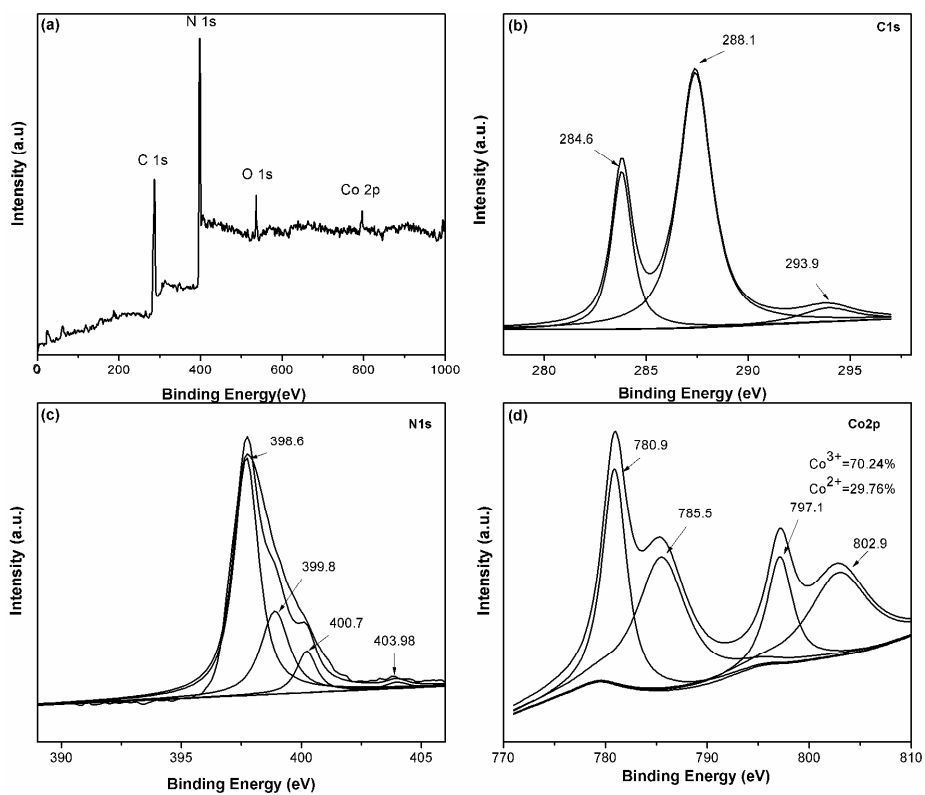 (a)
N 1s
C 1s
O 1s
Co 2p
Intensity (a.u)
0 200 400 600 800 1000
Binding Energy(eV)
(b)
C1s
288.1
284.6
293.9
Intensity (a.u.)
280 285 290 295
Binding Energy (eV)
(c)
N1s
398.6
399.8
400.7
403.98
Intensity (a.u.)
390 395 400 405
Binding Energy (eV)
(d)
Co2p
Co3+=70.24%
Co2+=29.76%
780.9
785.5
797.1
802.9
Intensity (a.u.)
770 780 790 800 810
Binding Energy (eV)